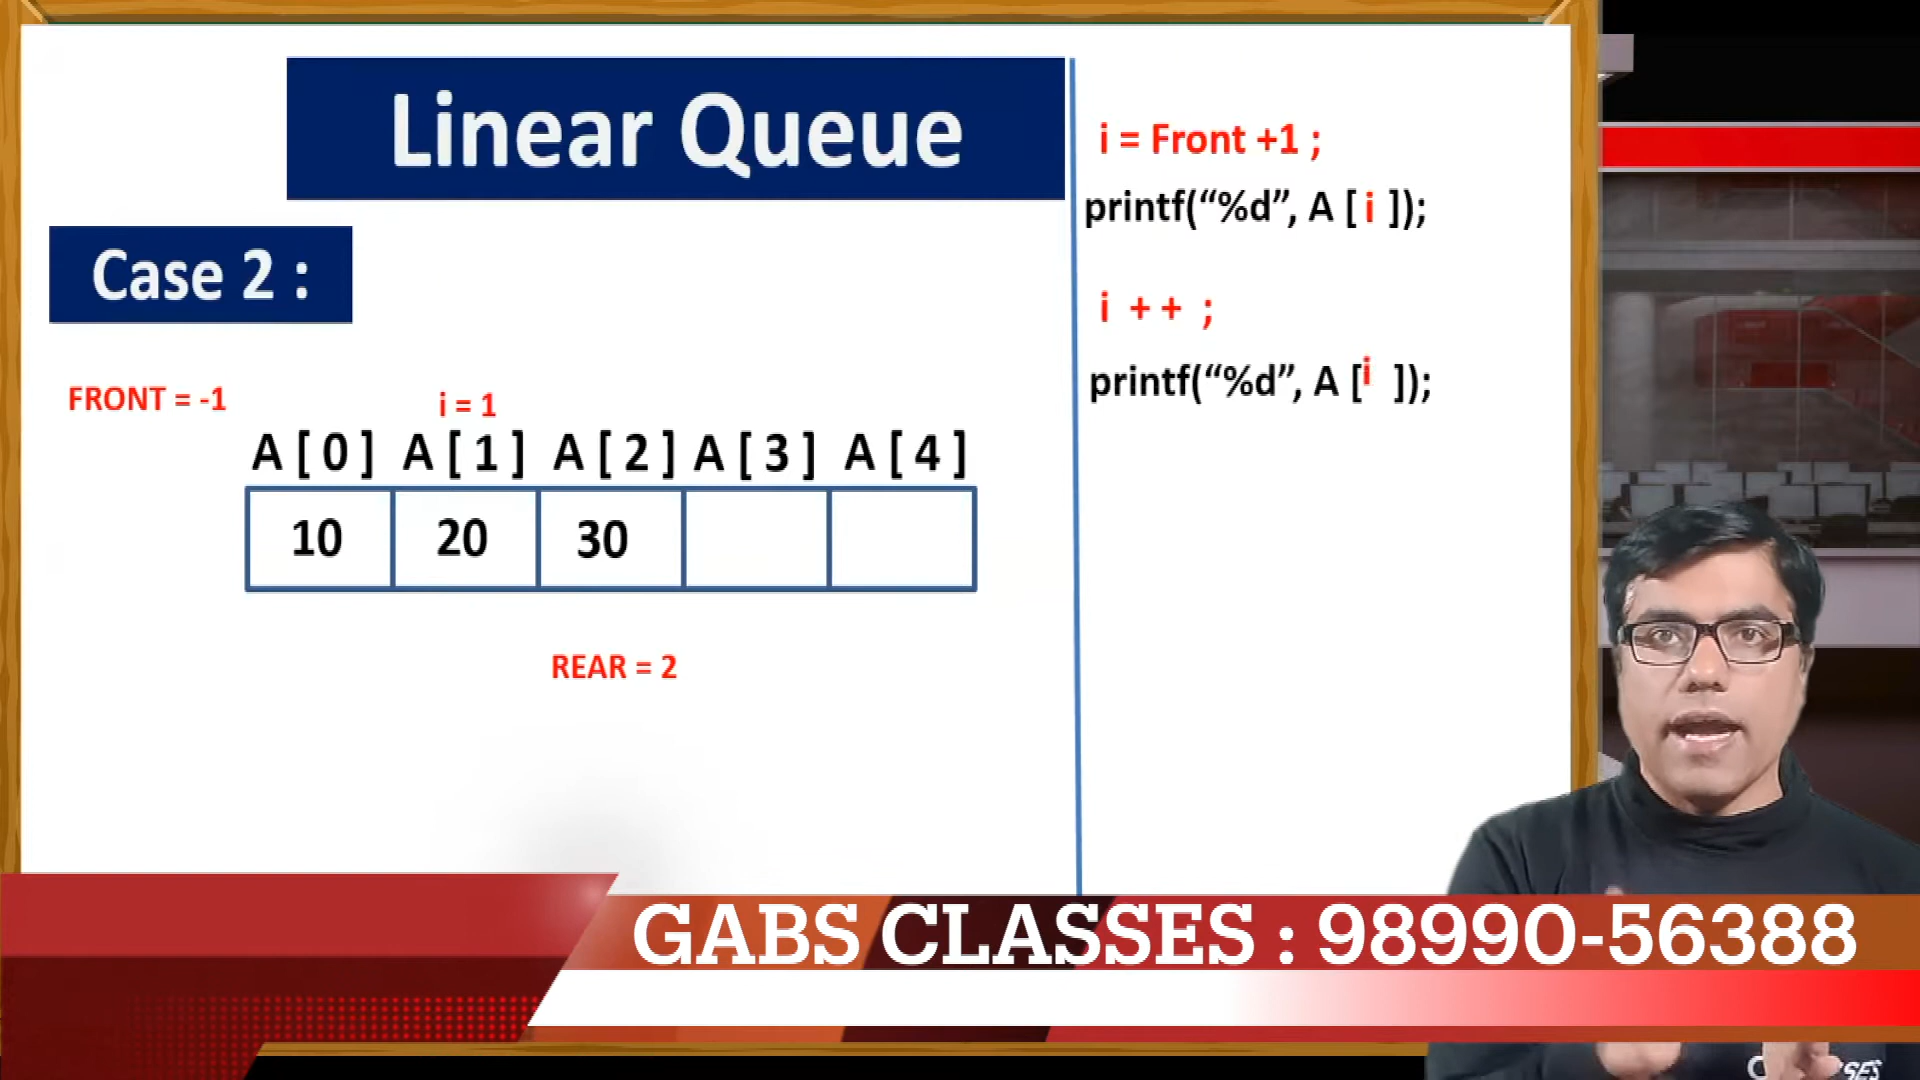 Linear Queue
Case 2 :
FRONT = -1
i = 1
A [ 0 ] A [ 1 ] A [ 2 ] A [ 3 ] A [ 4 ]
10 20 30
REAR = 2
i = Front +1 ;
printf(“%d”, A [ i ]);
i + + ;
printf(“%d”, A [ i ]);
GABS CLASSES : 98990-56388